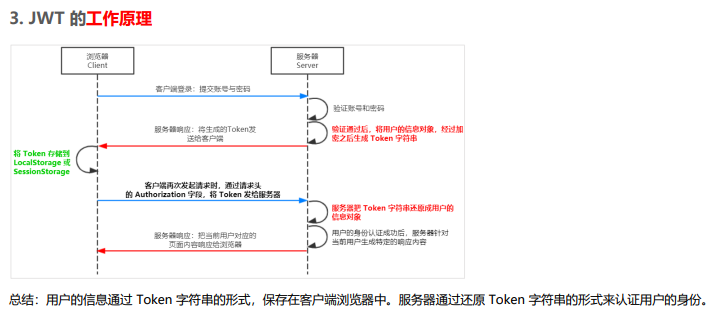 3. JWT 的工作原理
浏览器
Client
服务器
Server
客户端登录：提交账号与密码
验证账号和密码
服务器响应：将生成的Token发
送给客户端
验证通过后，将用户的信息对象，经过加
密之后生成 Token 字符串
将 Token 存储到
LocalStorage 或
SessionStorage
客户端再次发起请求时，通过请求头
的 Authorization 字段，将 Token 发给服务器
服务器把 Token 字符串还原成用户的
信息对象
服务器响应：把当前用户对应的
页面内容响应给浏览器
用户的身份认证成功后，服务器针对
当前用户生成特定的响应内容
总结：用户的信息通过 Token 字符串的形式，保存在客户端浏览器中。服务器通过还原 Token 字符串的形式来认证用户的身份。